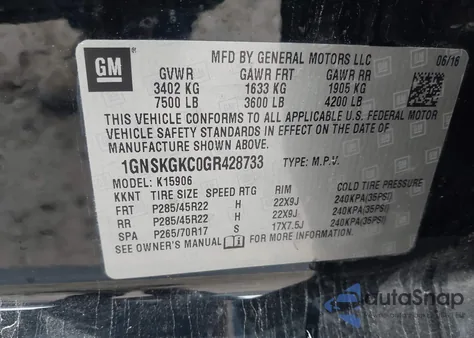 GM
MFD BY GENERAL MOTORS LLC 06/16
GVWR GAWR FRT GAWR RR
3402 KG 1633 KG 1905 KG
7500 LB 3600 LB 4200 LB
THIS VEHICLE CONFORMS TO ALL APPLICABLE U.S. FEDERAL MOTOR
VEHICLE SAFETY STANDARDS IN EFFECT ON THE DATE OF
MANUFACTURE SHOWN ABOVE.
1GNSKGKC0GR428733 TYPE: M.P.V.
MODEL: K15906
KKNT TIRE SIZE SPEED RTG RIM COLD TIRE PRESSURE
FRT P285/45R22 H 22X9J 240KPA(35PSI)
RR P285/45R22 H 22X9J 240KPA(35PSI)
SPA P265/70R17 S 17X7.5J 240KPA(35PSI)
SEE OWNER'S MANUAL FOR MORE INFORMATION.
autoSnap